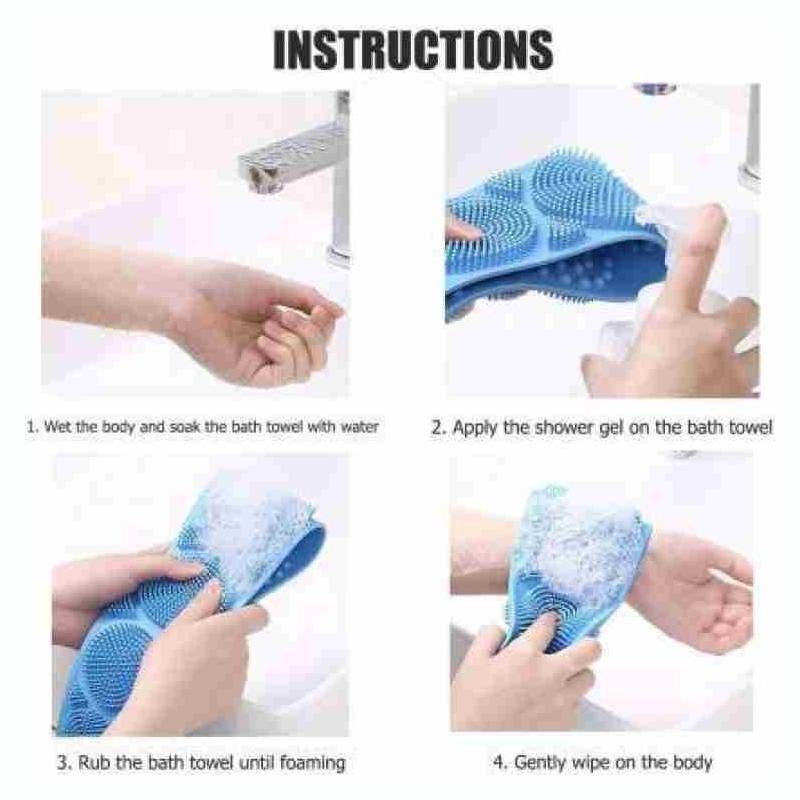 INSTRUCTIONS
1. Wet the body and soak the bath towel with water
2. Apply the shower gel on the bath towel
3. Rub the bath towel until foaming
4. Gently wipe on the body